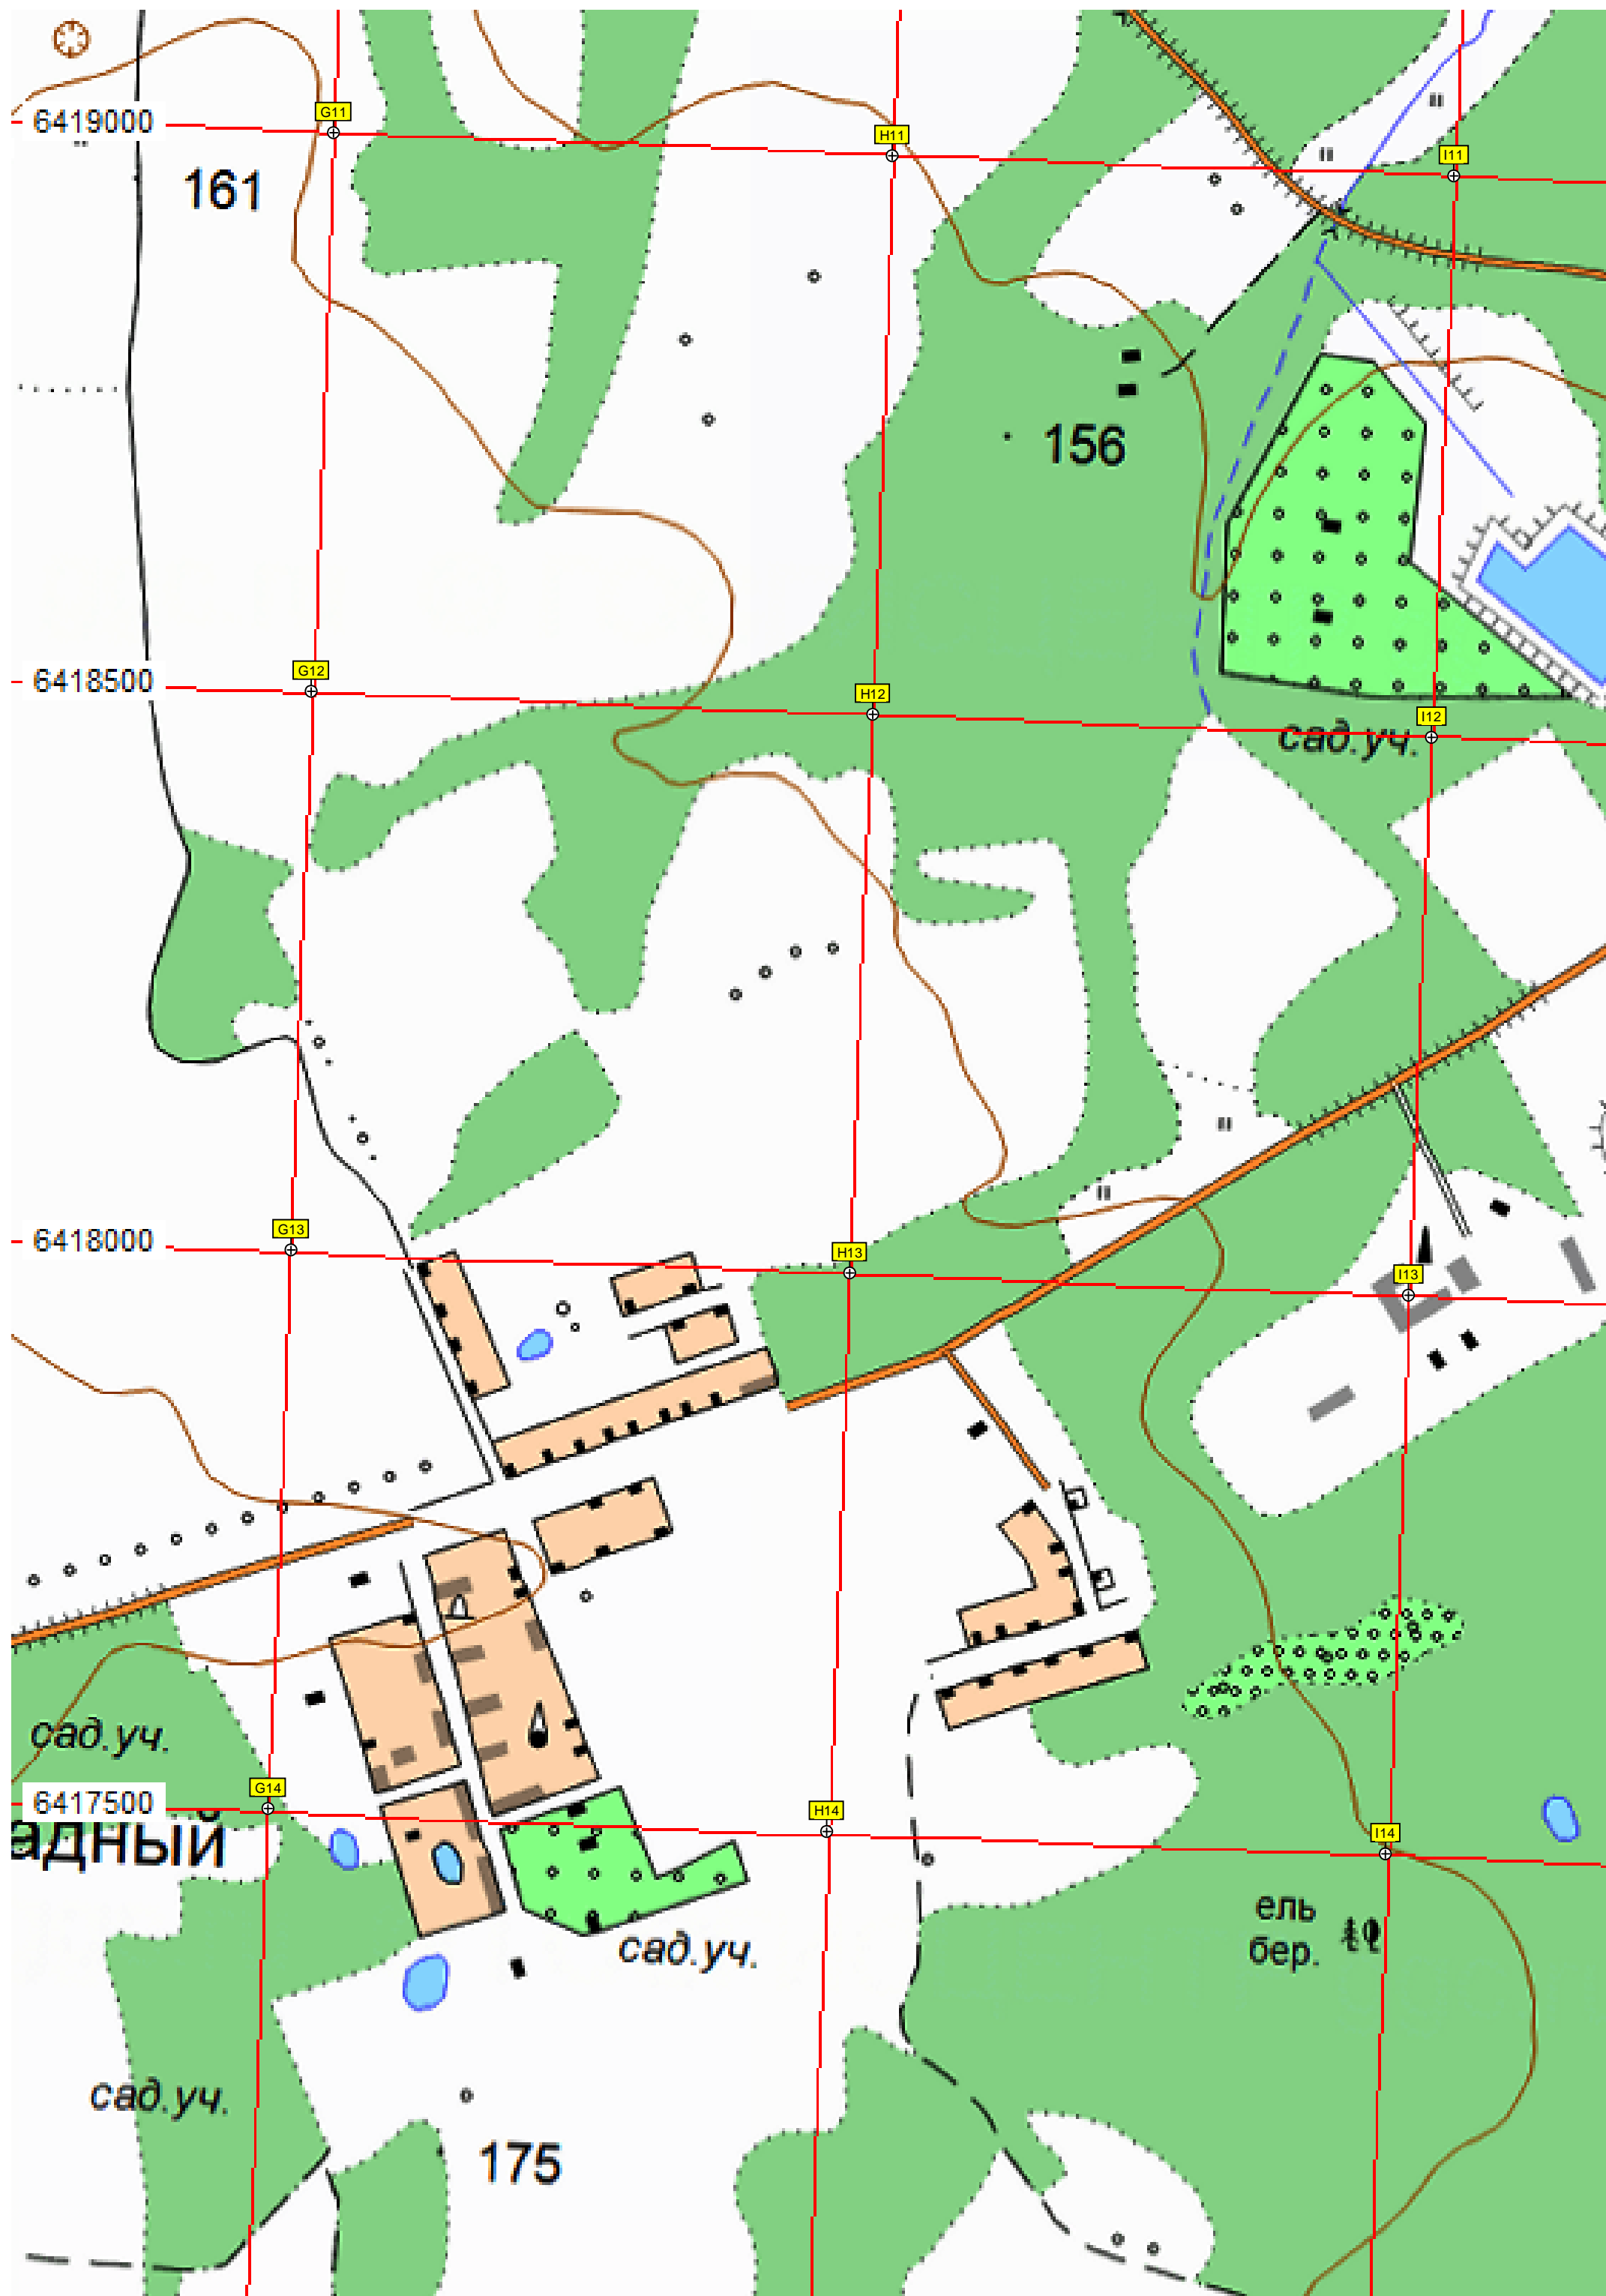 G11
6419000
H11
I11
161
156
G12
6418500
H12
I12
сад.уч.
G13
6418000
H13
I13
сад.уч.
G14
6417500
H14
I14
адный
ель
бер.
сад.уч.
сад.уч.
175